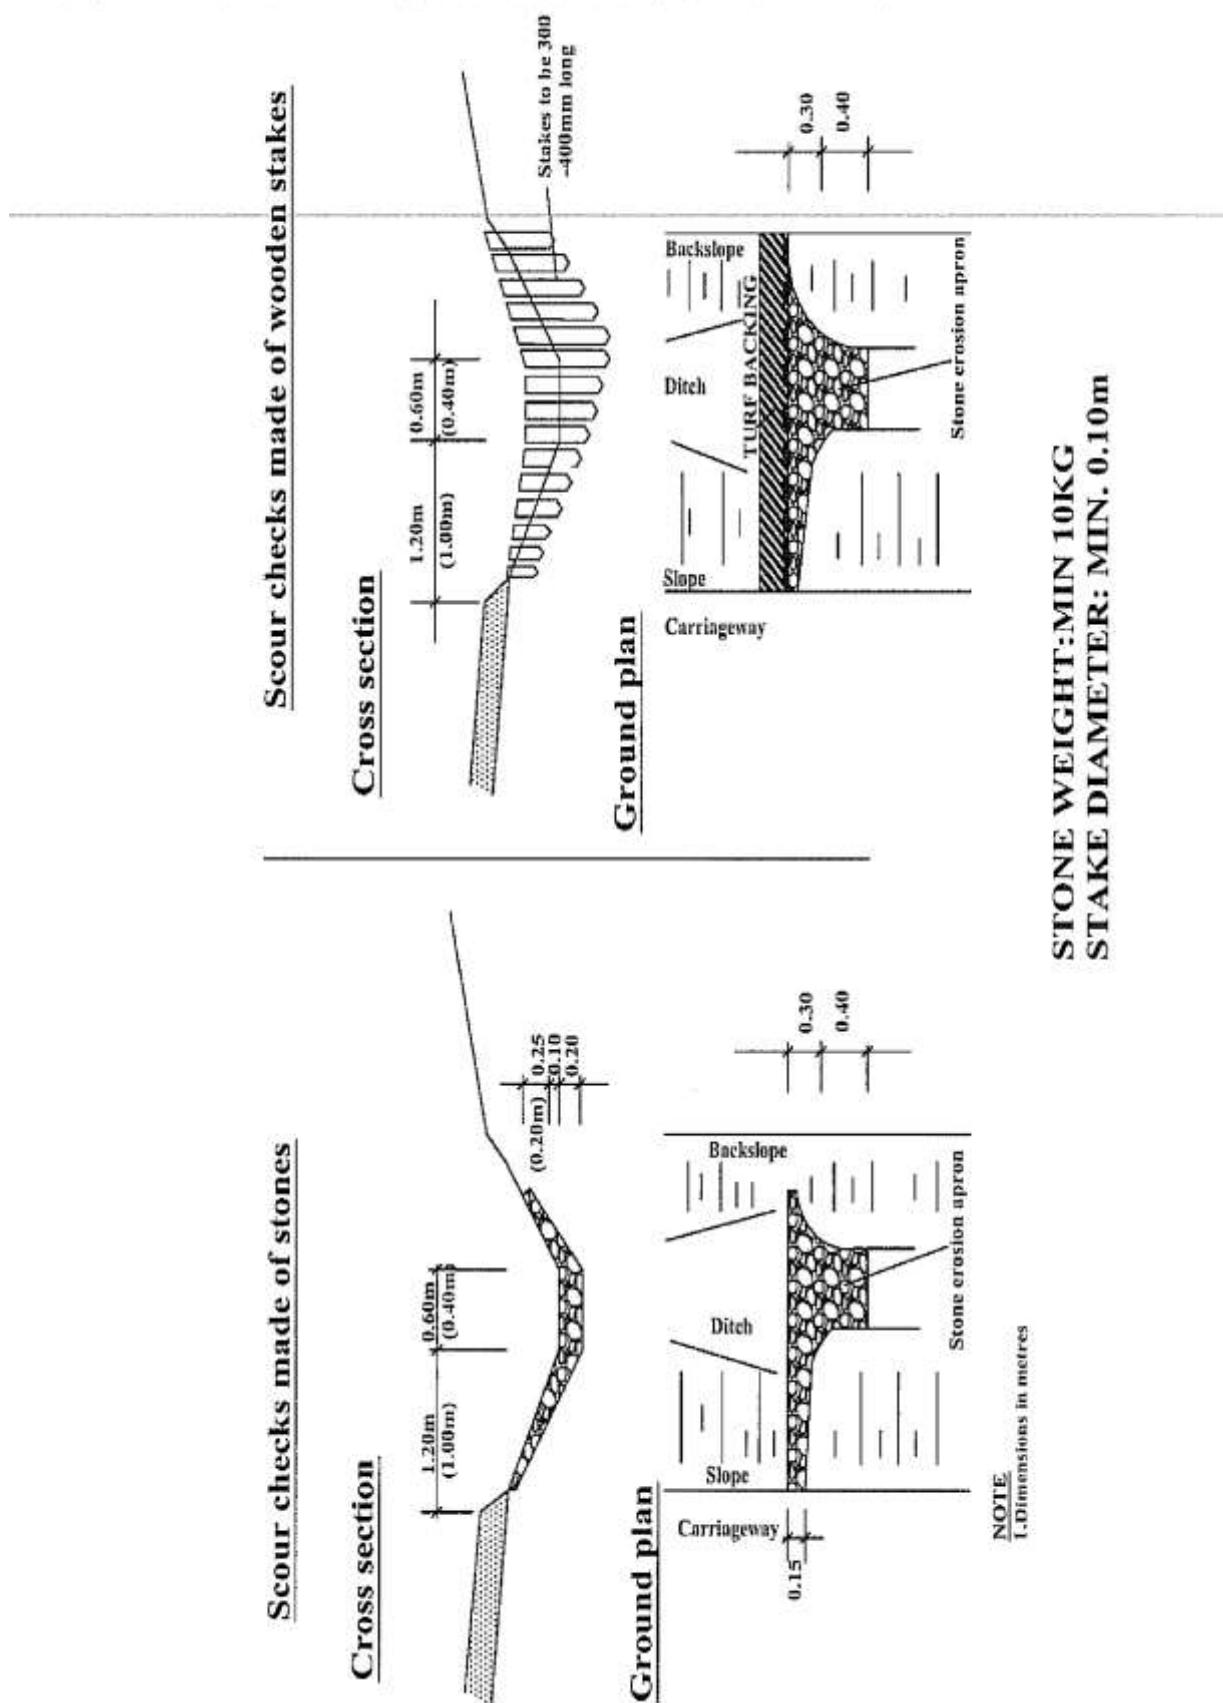 Scour checks made of stones
Cross section
1.20m
(1.00m)
0.60m
(0.40m)
0.25
(0.20m)
0.10
0.20
Ground plan
Carriageway
Slope
Ditch
Backslope
0.15
0.30
0.40
Stone erosion apron
NOTE
1.Dimensions in metres
Scour checks made of wooden stakes
Cross section
1.20m
(1.00m)
0.60m
(0.40m)
Stakes to be 300
-400mm long
Ground plan
Carriageway
Slope
Ditch
Backslope
TURF BACKING
0.30
0.40
Stone erosion apron
STONE WEIGHT:MIN 10KG
STAKE DIAMETER: MIN. 0.10m